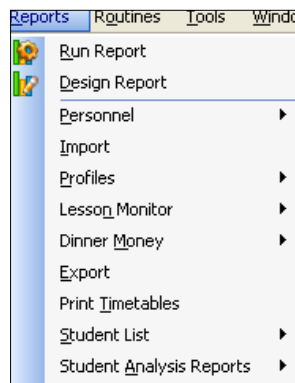 Reports Routines Tools Windo
Run Report
Design Report
Personnel
Import
Profiles
Lesson Monitor
Dinner Money
Export
Print Timetables
Student List
Student Analysis Reports